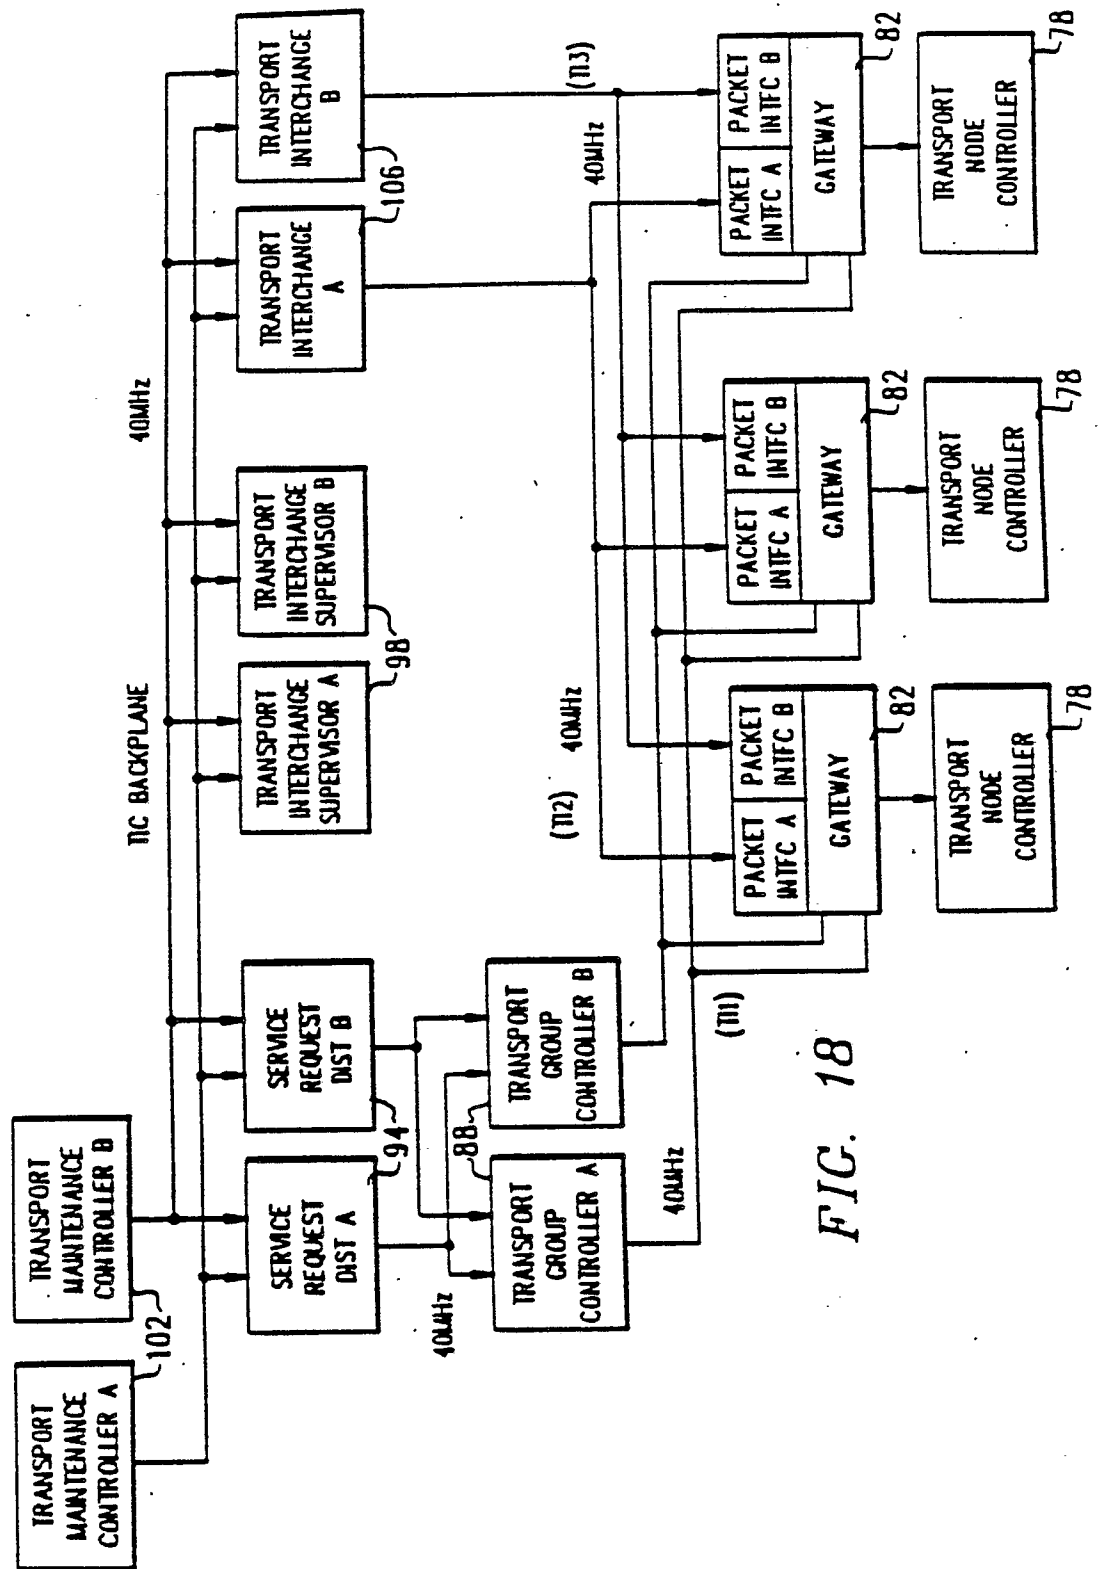 TRANSPORT
MAINTENANCE
CONTROLLER A
102
TRANSPORT
MAINTENANCE
CONTROLLER B
TIC BACKPLANE
40MHz
SERVICE
REQUEST
DIST A
94
SERVICE
REQUEST
DIST B
TRANSPORT
INTERCHANGE
SUPERVISOR A
98
TRANSPORT
INTERCHANGE
SUPERVISOR B
TRANSPORT
INTERCHANGE
A
106
TRANSPORT
INTERCHANGE
B
40MHz
TRANSPORT
GROUP
CONTROLLER A
88
TRANSPORT
GROUP
CONTROLLER B
40MHz
(TI1)
(TI2)
40MHz
(TI3)
40MHz
PACKET
INTFC A
PACKET
INTFC B
GATEWAY
82
PACKET
INTFC A
PACKET
INTFC B
GATEWAY
82
PACKET
INTFC A
PACKET
INTFC B
GATEWAY
82
TRANSPORT
NODE
CONTROLLER
78
TRANSPORT
NODE
CONTROLLER
78
TRANSPORT
NODE
CONTROLLER
78
FIG. 18